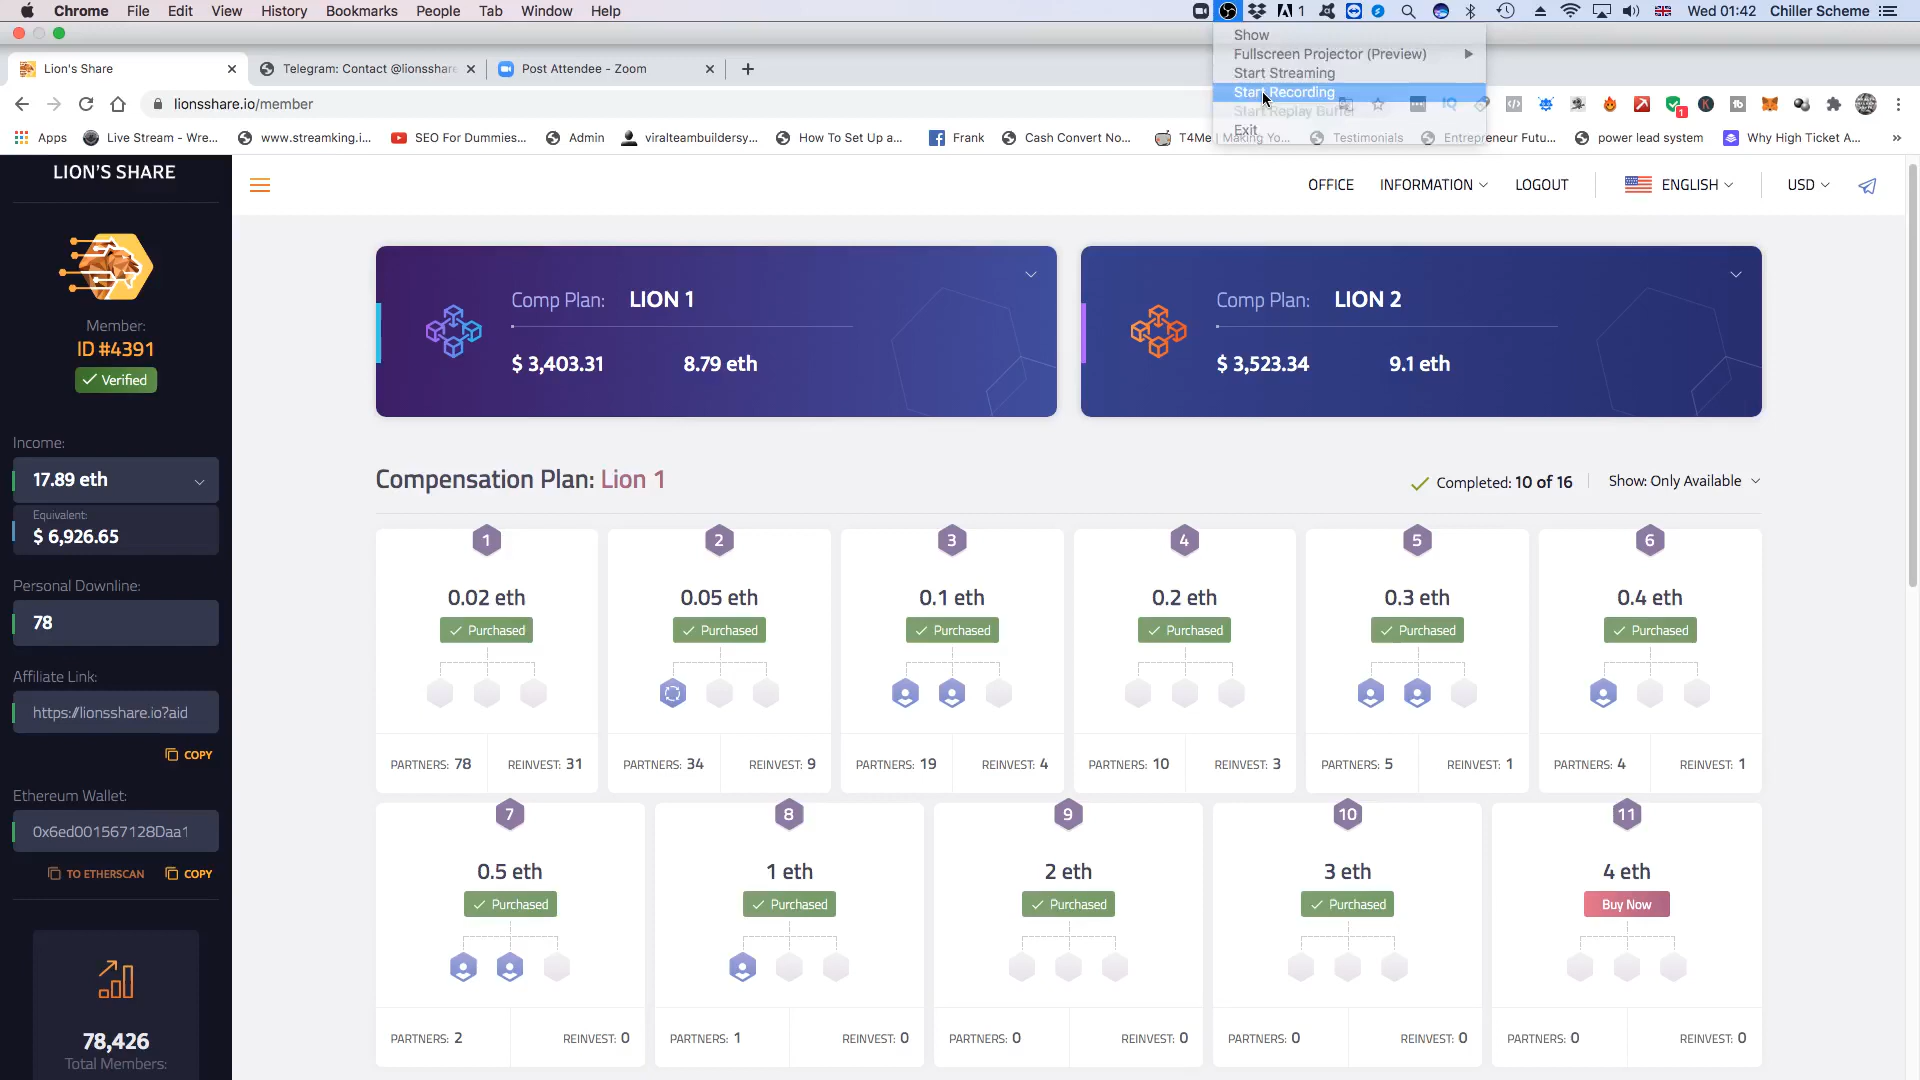 Chrome File Edit View History Bookmarks People Tab Window Help 1 Wed 01:42 Chiller Scheme
Show
Fullscreen Projector (Preview)
Start Streaming
Start Recording
Start Replay Buffer
Exit
Lion's Share Telegram: Contact @lionsshare Post Attendee - Zoom
lionsshare.io/member
Apps Live Stream - Wre... www.streamking.i... SEO For Dummies... Admin viralteambuildersy... How To Set Up a... Frank Cash Convert No... T4Me | Making Yo... Testimonials Entrepreneur Futu... power lead system Why High Ticket A... »
LION'S SHARE
OFFICE INFORMATION LOGOUT ENGLISH USD
Member:
ID #4391
Verified
Income:
17.89 eth
Equivalent:
$ 6,926.65
Personal Downline:
78
Affiliate Link:
https://lionsshare.io?aid
COPY
Ethereum Wallet:
0x6ed001567128Daa1
TO ETHERSCAN COPY
78,426
Total Members:
Comp Plan: LION 1
$ 3,403.31 8.79 eth
Comp Plan: LION 2
$ 3,523.34 9.1 eth
Compensation Plan: Lion 1
Completed: 10 of 16 Show: Only Available
1 2 3 4 5 6
0.02 eth 0.05 eth 0.1 eth 0.2 eth 0.3 eth 0.4 eth
Purchased Purchased Purchased Purchased Purchased Purchased
PARTNERS: 78 REINVEST: 31 PARTNERS: 34 REINVEST: 9 PARTNERS: 19 REINVEST: 4 PARTNERS: 10 REINVEST: 3 PARTNERS: 5 REINVEST: 1 PARTNERS: 4 REINVEST: 1
7 8 9 10 11
0.5 eth 1 eth 2 eth 3 eth 4 eth
Purchased Purchased Purchased Purchased Buy Now
PARTNERS: 2 REINVEST: 0 PARTNERS: 1 REINVEST: 0 PARTNERS: 0 REINVEST: 0 PARTNERS: 0 REINVEST: 0 PARTNERS: 0 REINVEST: 0